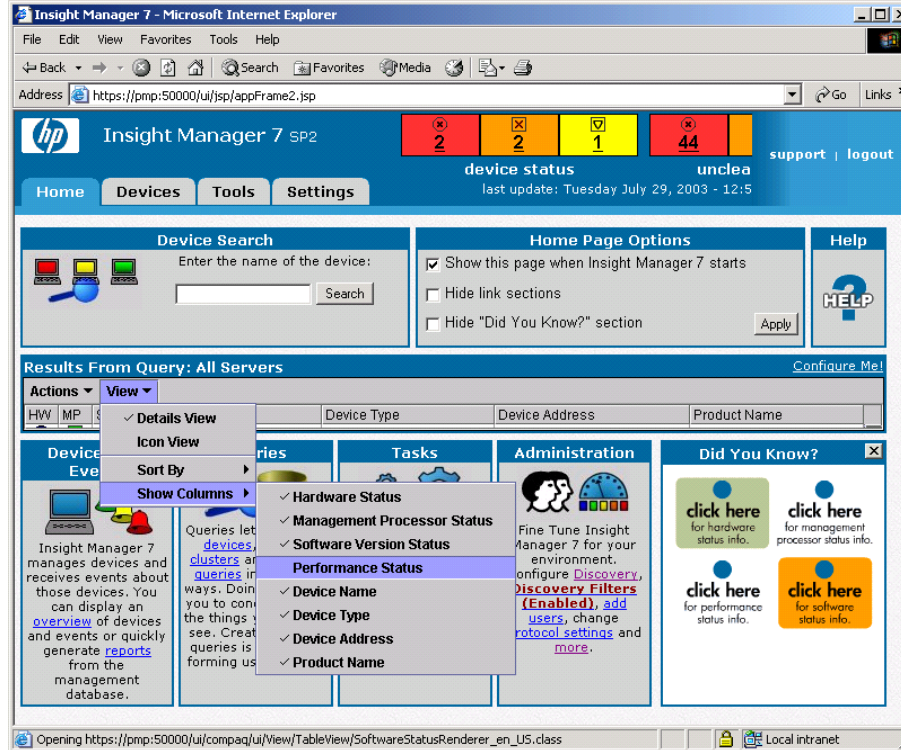 Insight Manager 7 - Microsoft Internet Explorer
File Edit View Favorites Tools Help
Back Search Favorites Media
Address https://pmp:50000/ui/jsp/appFrame2.jsp Go Links
hp Insight Manager 7 SP2
2 2 1 44
device status unclea
last update: Tuesday July 29, 2003 - 12:5
support | logout
Home Devices Tools Settings
Device Search
Enter the name of the device:
Search
Home Page Options
Show this page when Insight Manager 7 starts
Hide link sections
Hide "Did You Know?" section
Apply
Help
HELP
Results From Query: All Servers Configure Me!
Actions View
HW MP S Device Type Device Address Product Name
Details View
Icon View
Sort By
Show Columns
Hardware Status
Management Processor Status
Software Version Status
Performance Status
Device Name
Device Type
Device Address
Product Name
Device
Eve
Insight Manager 7
manages devices and
receives events about
those devices. You
can display an
overview of devices
and events or quickly
generate reports
from the
management
database.
ries
Queries let
devices,
clusters an
queries in
ways. Doin
you to con
the things y
see. Creat
queries is
forming us
Tasks
Administration
Fine Tune Insight
Manager 7 for your
environment.
onfigure Discovery,
Discovery Filters
(Enabled), add
users, change
rotocol settings and
more.
Did You Know?
click here
for hardware
status info.
click here
for management
processor status info.
click here
for performance
status info.
click here
for software
status info.
Opening https://pmp:50000/ui/compaq/ui/View/TableView/SoftwareStatusRenderer_en_US.class Local intranet